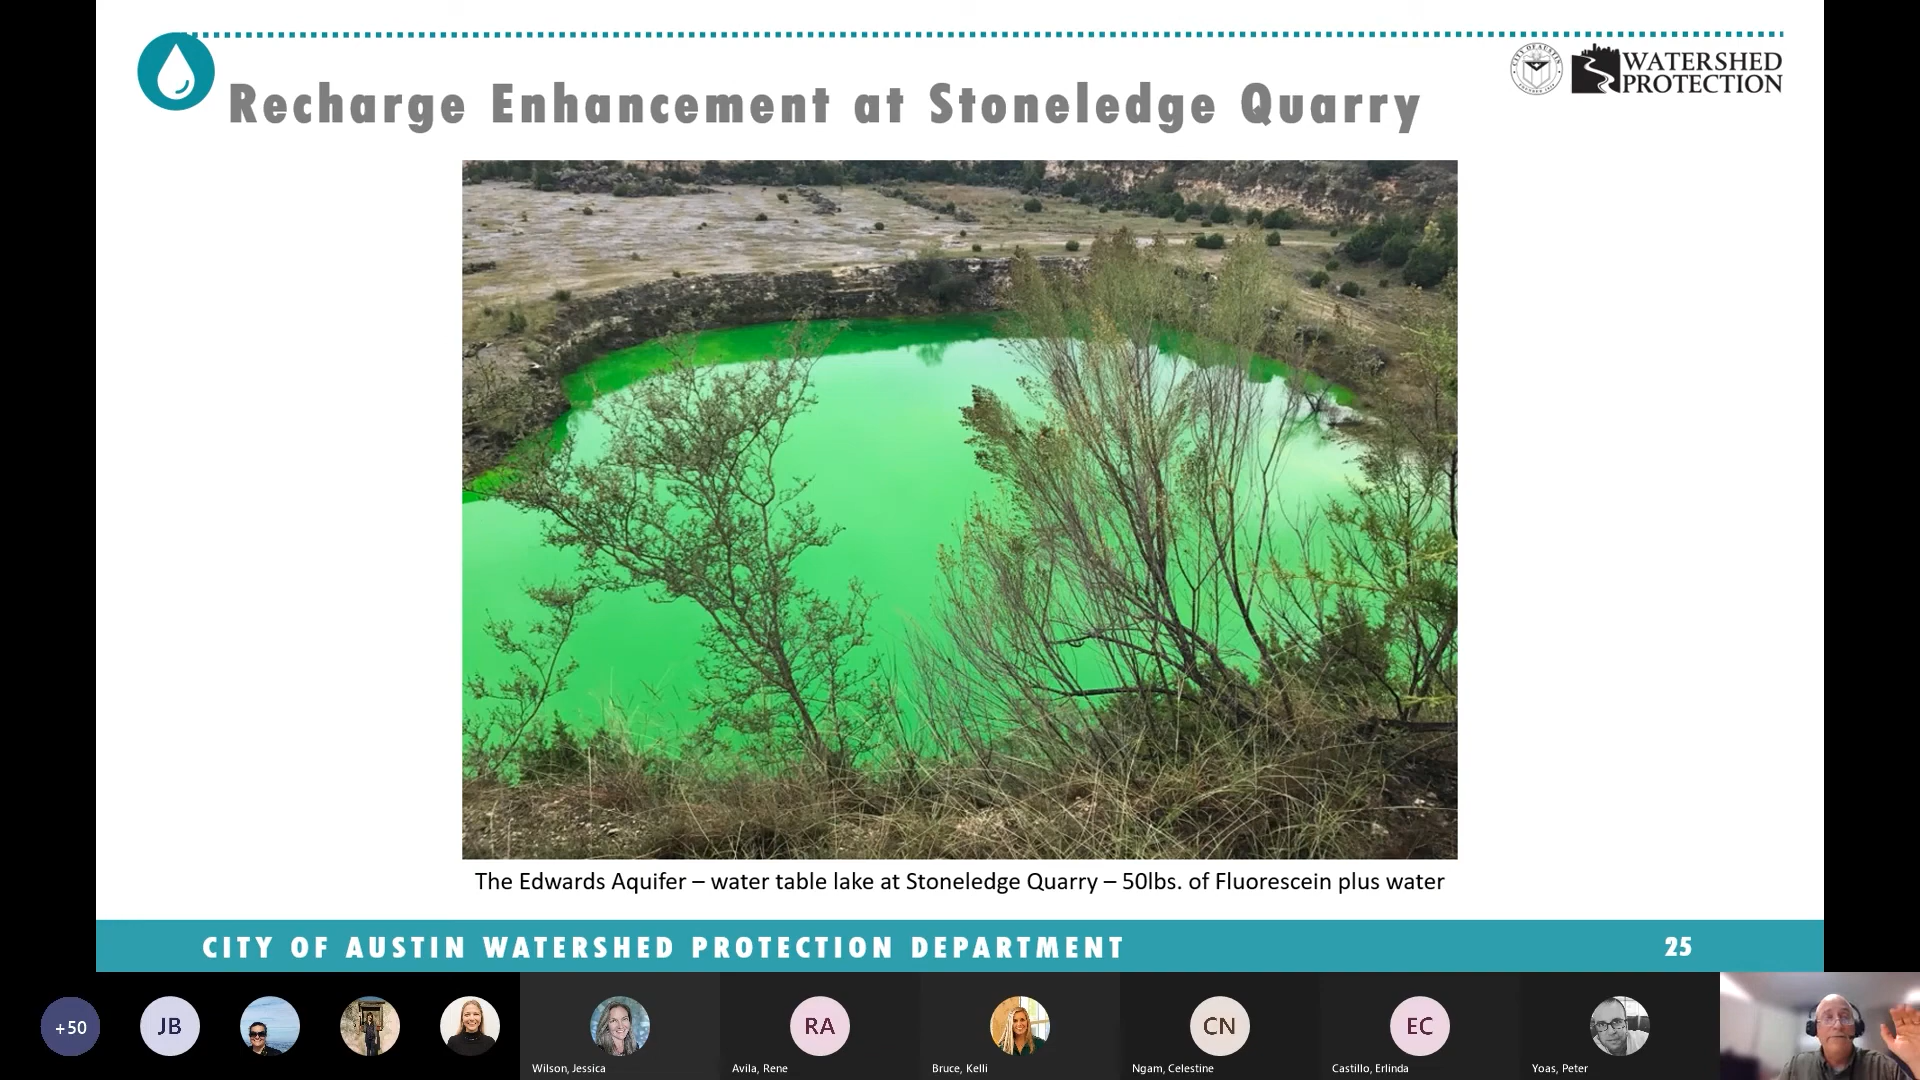 Recharge Enhancement at Stoneledge Quarry
WATERSHED
PROTECTION
The Edwards Aquifer – water table lake at Stoneledge Quarry – 50lbs. of Fluorescein plus water
CITY OF AUSTIN WATERSHED PROTECTION DEPARTMENT
25
+50
JB
RA
CN
EC
Wilson, Jessica
Avila, Rene
Bruce, Kelli
Ngam, Celestine
Castillo, Erlinda
Yoas, Peter